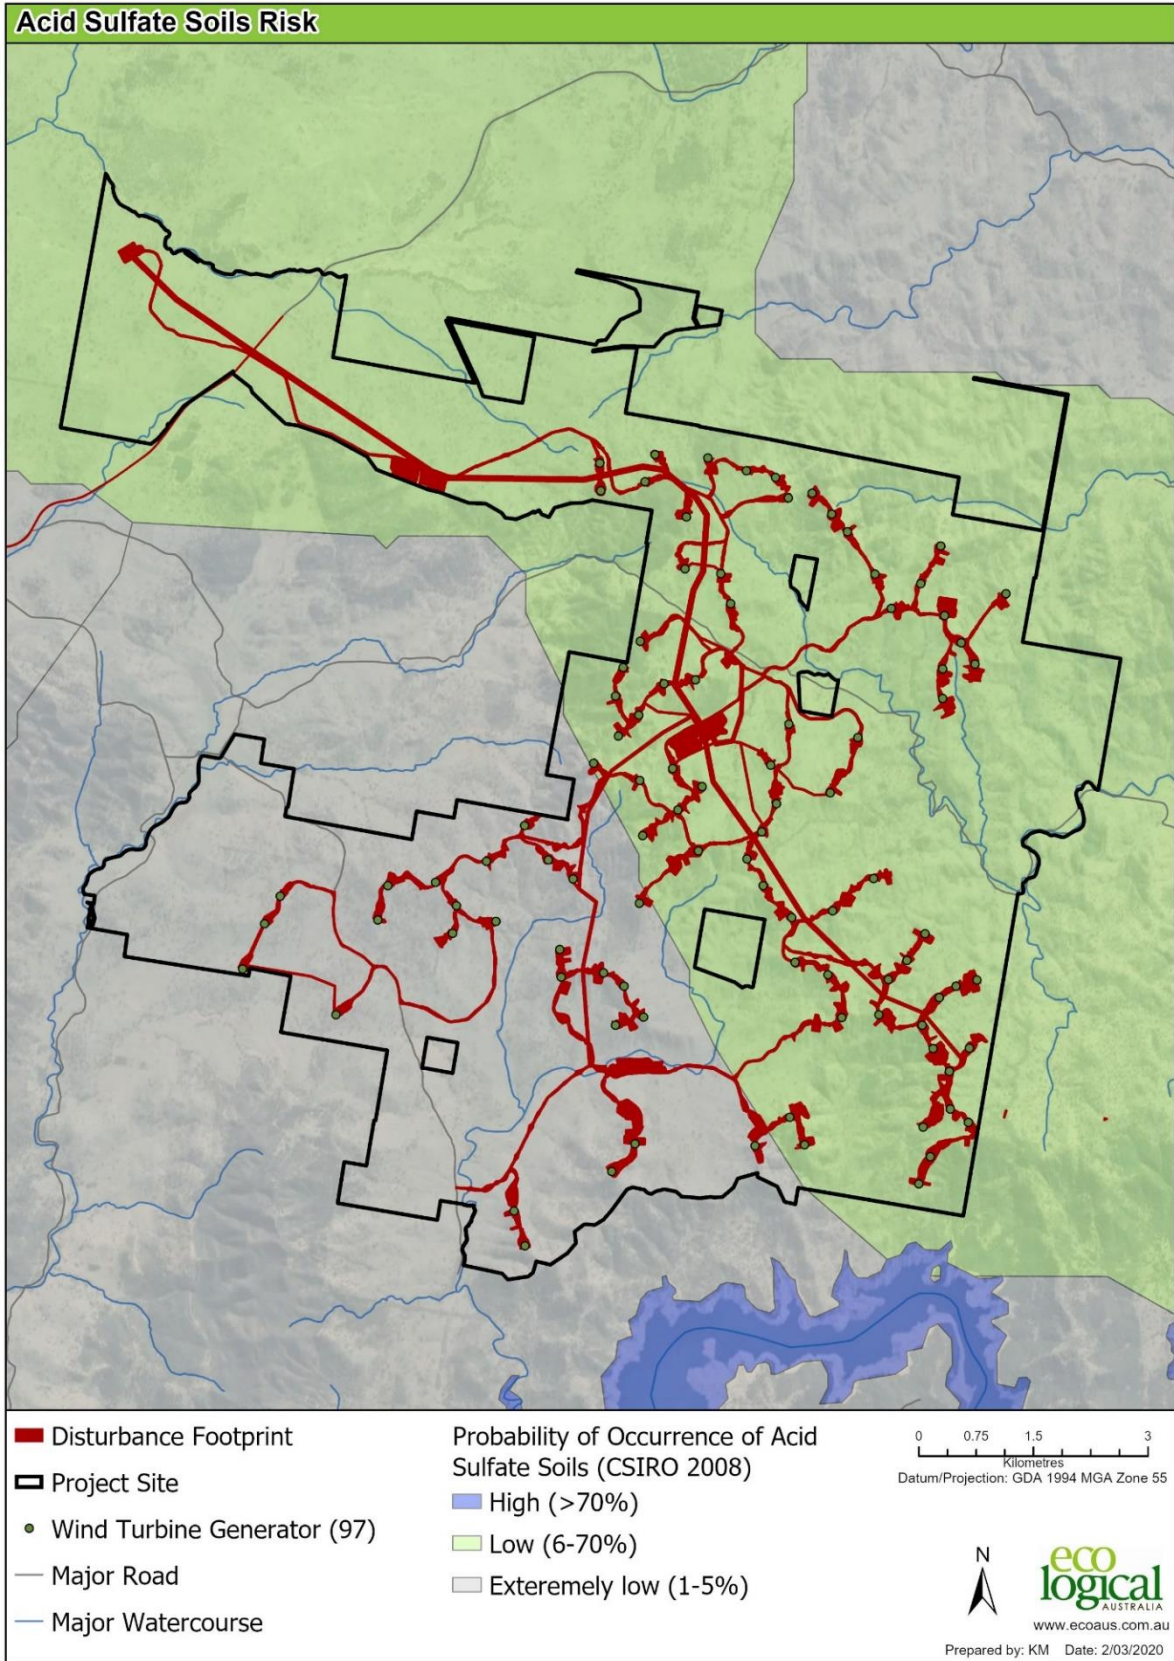 Acid Sulfate Soils Risk
Disturbance Footprint
Project Site
Wind Turbine Generator (97)
Major Road
Major Watercourse
Probability of Occurrence of Acid
Sulfate Soils (CSIRO 2008)
High (>70%)
Low (6-70%)
Exteremely low (1-5%)
0 0.75 1.5 3
Kilometres
Datum/Projection: GDA 1994 MGA Zone 55
N
eco
logical
AUSTRALIA
www.ecoaus.com.au
Prepared by: KM Date: 2/03/2020